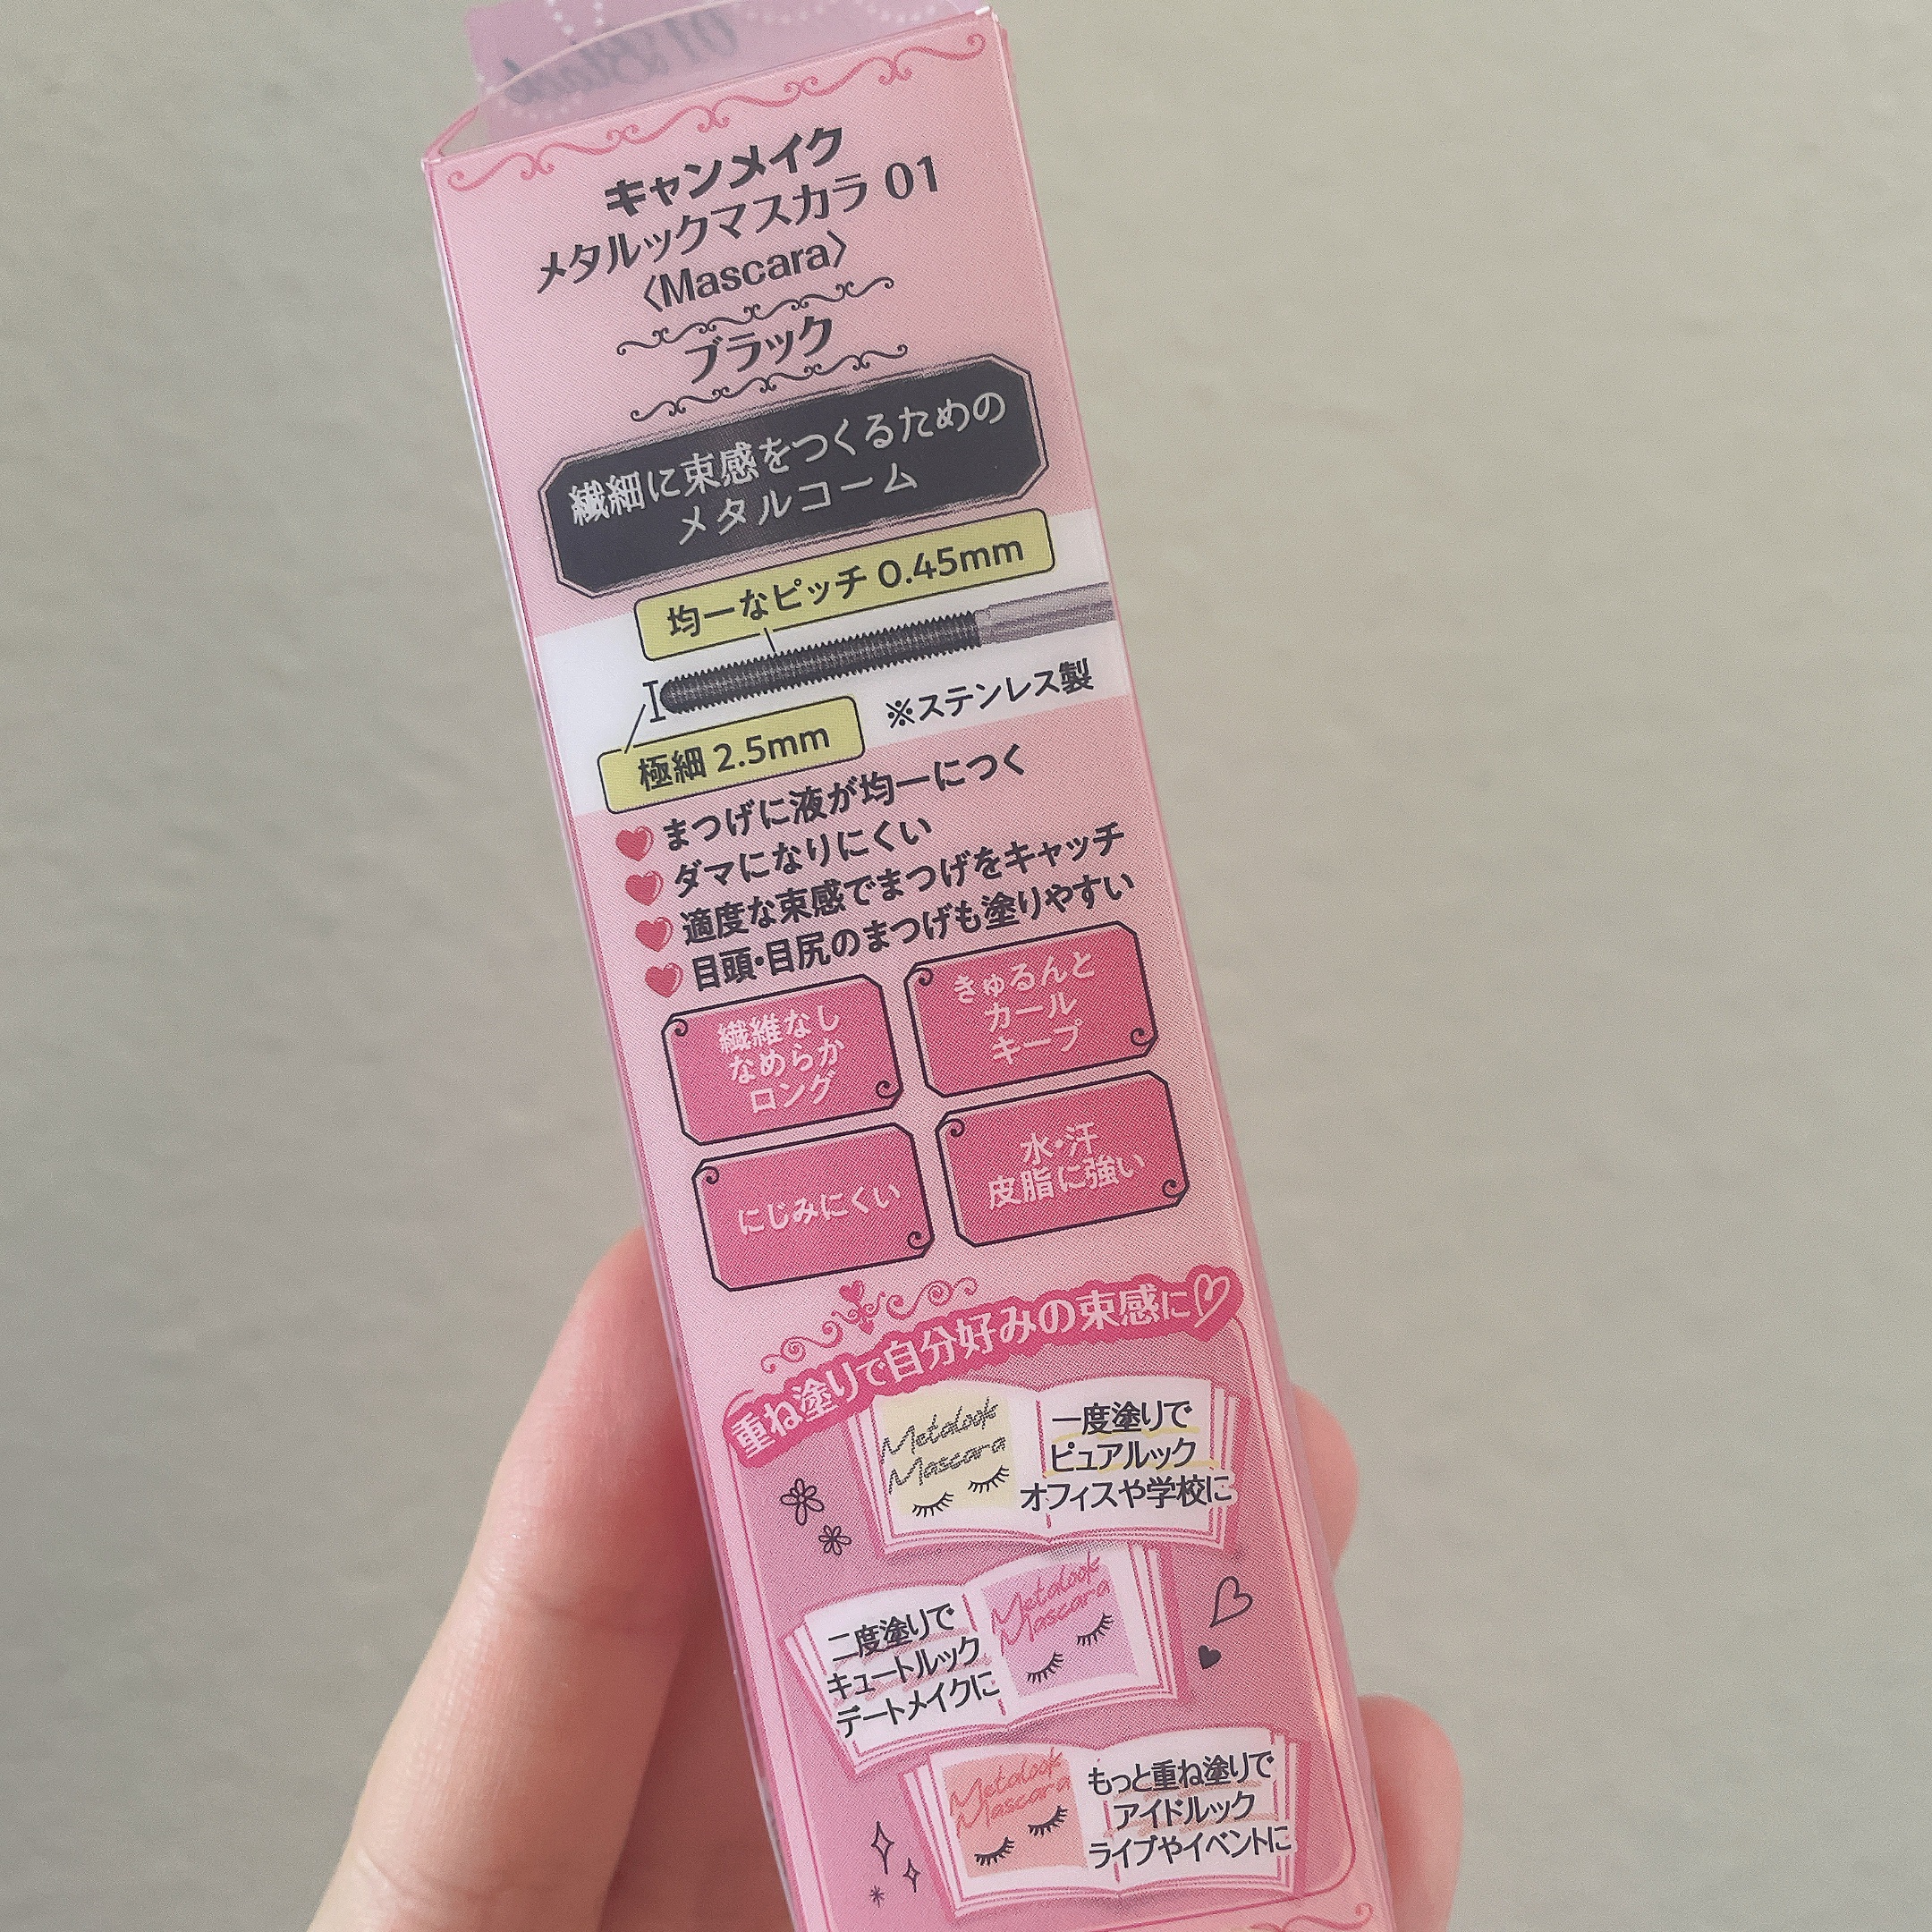 01 Black
キャンメイク
メタルックマスカラ 01
〈Mascara〉
ブラック
繊細に束感をつくるための
メタルコーム
均一なピッチ 0.45mm
※ステンレス製
極細 2.5mm
まつげに液が均一につく
ダマになりにくい
適度な束感でまつげをキャッチ
目頭・目尻のまつげも塗りやすい
繊維なし
なめらか
ロング
きゅるんと
カール
キープ
にじみにくい
水・汗
皮脂に強い
重ね塗りで自分好みの束感に
Metalook
Mascara
一度塗りで
ピュアルック
オフィスや学校に
二度塗りで
キュートルック
デートメイクに
Metalook
Mascara
Metalook
Mascara
もっと重ね塗りで
アイドルック
ライブやイベントに